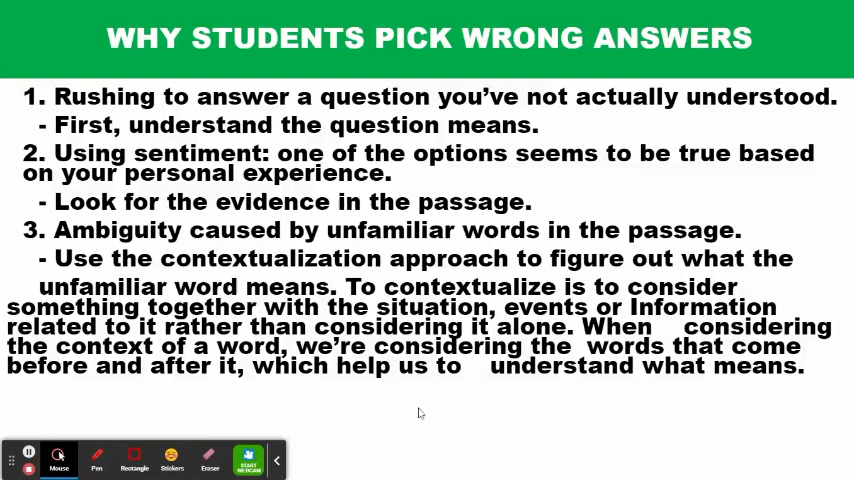 WHY STUDENTS PICK WRONG ANSWERS
1. Rushing to answer a question you've not actually understood.
- First, understand the question means.
2. Using sentiment: one of the options seems to be true based
on your personal experience.
- Look for the evidence in the passage.
3. Ambiguity caused by unfamiliar words in the passage.
- Use the contextualization approach to figure out what the
unfamiliar word means. To contextualize is to consider
something together with the situation, events or Information
related to it rather than considering it alone. When considering
the context of a word, we're considering the words that come
before and after it, which help us to understand what means.
Mouse Pen Rectangle Stickers Eraser START WEBCAM